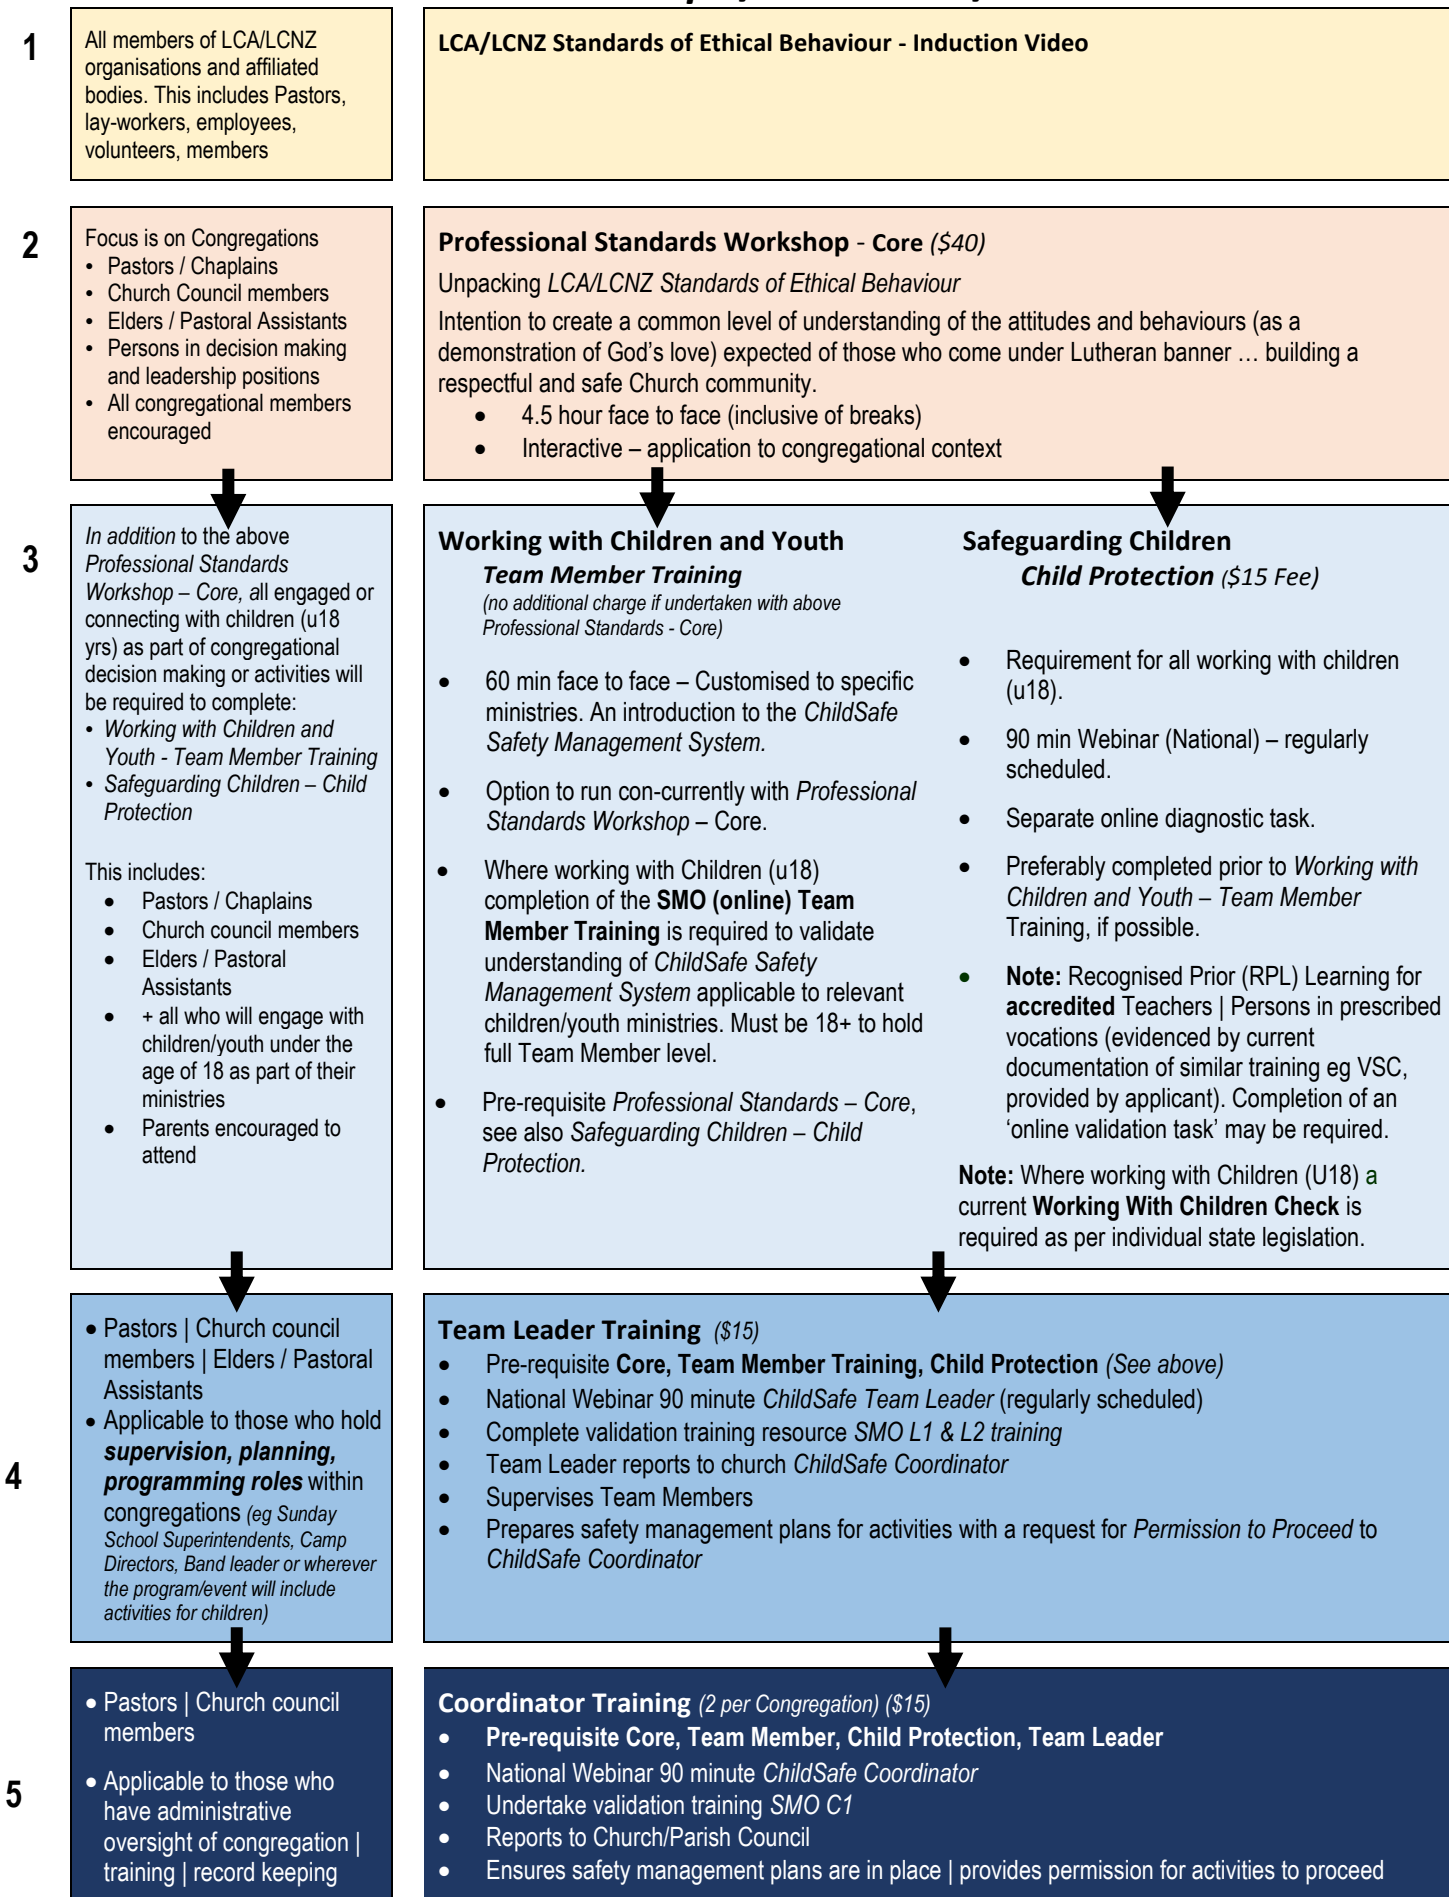 1
All members of LCA/LCNZ
organisations and affiliated
bodies. This includes Pastors,
lay-workers, employees,
volunteers, members
LCA/LCNZ Standards of Ethical Behaviour - Induction Video
2
Focus is on Congregations
• Pastors / Chaplains
• Church Council members
• Elders / Pastoral Assistants
• Persons in decision making
and leadership positions
• All congregational members
encouraged
Professional Standards Workshop - Core ($40)
Unpacking LCA/LCNZ Standards of Ethical Behaviour
Intention to create a common level of understanding of the attitudes and behaviours (as a
demonstration of God’s love) expected of those who come under Lutheran banner … building a
respectful and safe Church community.
• 4.5 hour face to face (inclusive of breaks)
• Interactive – application to congregational context
3
In addition to the above
Professional Standards
Workshop – Core, all engaged or
connecting with children (u18
yrs) as part of congregational
decision making or activities will
be required to complete:
• Working with Children and
Youth - Team Member Training
• Safeguarding Children – Child
Protection
This includes:
• Pastors / Chaplains
• Church council members
• Elders / Pastoral
Assistants
• + all who will engage with
children/youth under the
age of 18 as part of their
ministries
• Parents encouraged to
attend
Working with Children and Youth
Team Member Training
(no additional charge if undertaken with above
Professional Standards - Core)
• 60 min face to face – Customised to specific
ministries. An introduction to the ChildSafe
Safety Management System.
• Option to run con-currently with Professional
Standards Workshop – Core.
• Where working with Children (u18)
completion of the SMO (online) Team
Member Training is required to validate
understanding of ChildSafe Safety
Management System applicable to relevant
children/youth ministries. Must be 18+ to hold
full Team Member level.
• Pre-requisite Professional Standards – Core,
see also Safeguarding Children – Child
Protection.
Safeguarding Children
Child Protection ($15 Fee)
• Requirement for all working with children
(u18).
• 90 min Webinar (National) – regularly
scheduled.
• Separate online diagnostic task.
• Preferably completed prior to Working with
Children and Youth – Team Member
Training, if possible.
• Note: Recognised Prior (RPL) Learning for
accredited Teachers | Persons in prescribed
vocations (evidenced by current
documentation of similar training eg VSC,
provided by applicant). Completion of an
‘online validation task’ may be required.
Note: Where working with Children (U18) a
current Working With Children Check is
required as per individual state legislation.
4
• Pastors | Church council
members | Elders / Pastoral
Assistants
• Applicable to those who hold
supervision, planning,
programming roles within
congregations (eg Sunday
School Superintendents, Camp
Directors, Band leader or wherever
the program/event will include
activities for children)
Team Leader Training ($15)
• Pre-requisite Core, Team Member Training, Child Protection (See above)
• National Webinar 90 minute ChildSafe Team Leader (regularly scheduled)
• Complete validation training resource SMO L1 & L2 training
• Team Leader reports to church ChildSafe Coordinator
• Supervises Team Members
• Prepares safety management plans for activities with a request for Permission to Proceed to
ChildSafe Coordinator
5
• Pastors | Church council
members
• Applicable to those who
have administrative
oversight of congregation |
training | record keeping
Coordinator Training (2 per Congregation) ($15)
• Pre-requisite Core, Team Member, Child Protection, Team Leader
• National Webinar 90 minute ChildSafe Coordinator
• Undertake validation training SMO C1
• Reports to Church/Parish Council
• Ensures safety management plans are in place | provides permission for activities to proceed